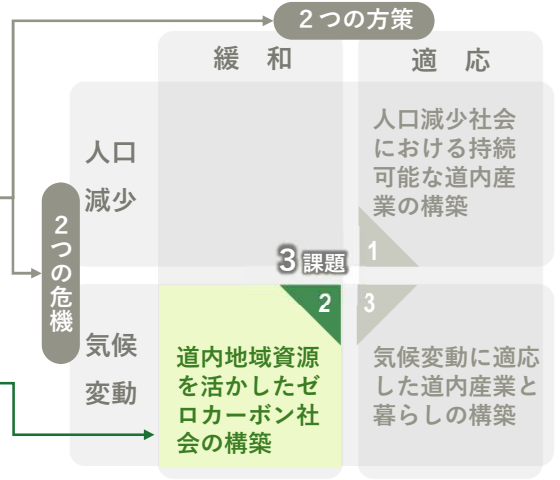 2つの方策
緩 和
適 応
2つの危機
人口
減少
人口減少社会
における持続
可能な道内産
業の構築
1
3課題
2
3
気候
変動
道内地域資源
を活かしたゼ
ロカーボン社
会の構築
気候変動に適応
した道内産業と
暮らしの構築